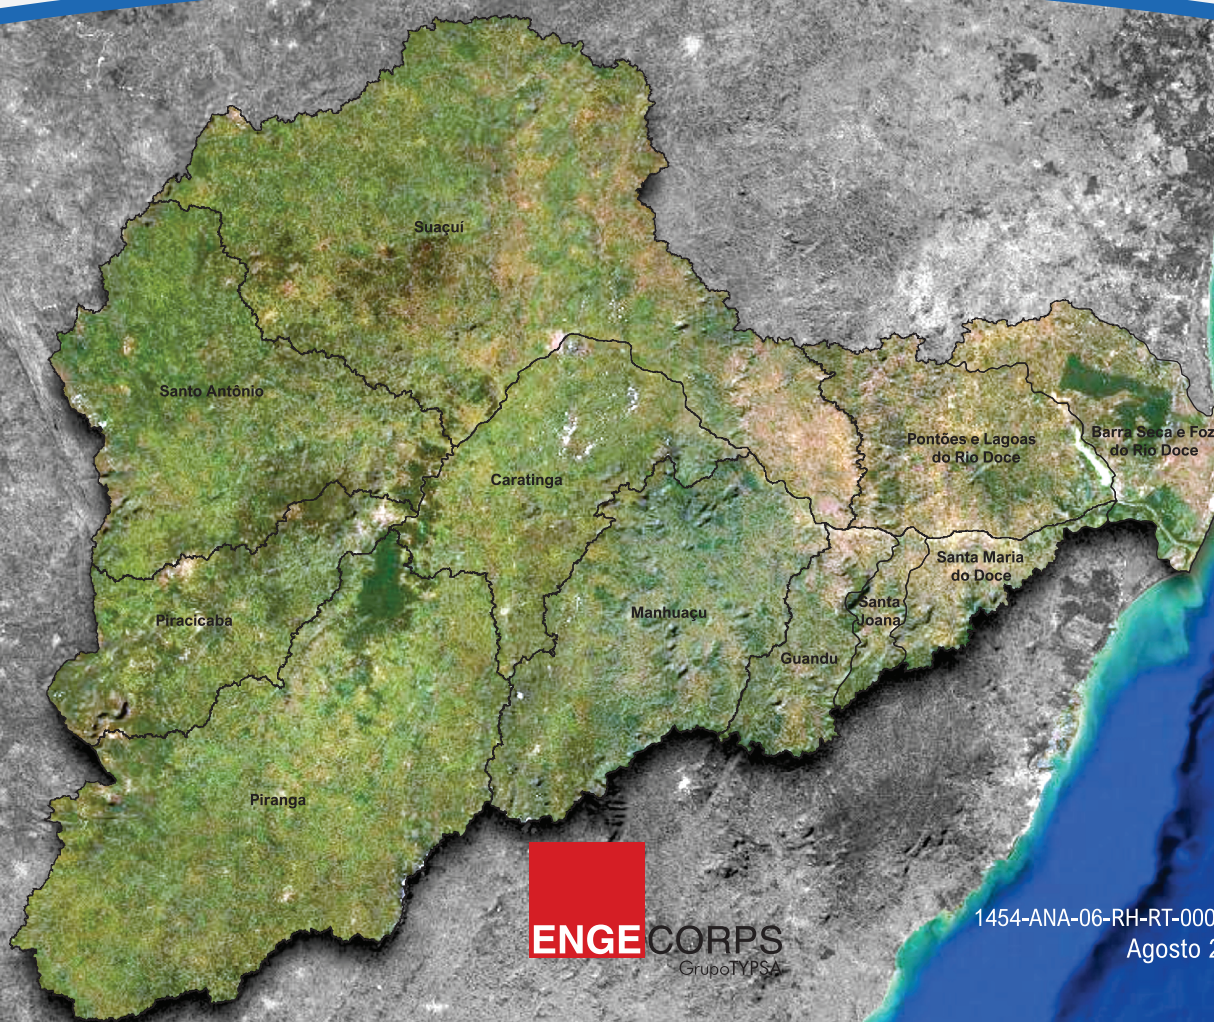 Suaçuí
Santo Antônio
Pontões e Lagoas
do Rio Doce
Barra Seca e Foz
do Rio Doce
Caratinga
Santa Maria
do Doce
Santa
Joana
Manhuaçu
Piracicaba
Guandu
Piranga
ENGECORPS
GrupoTYPSA
1454-ANA-06-RH-RT-000
Agosto 2